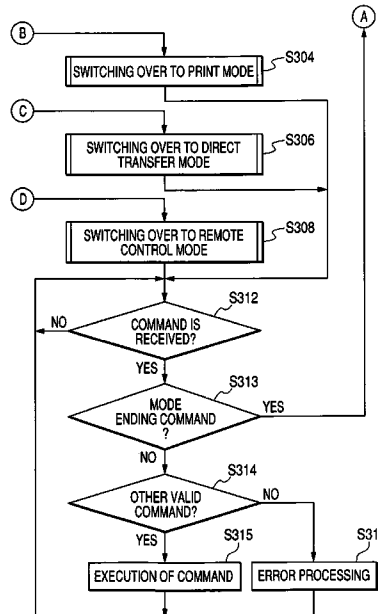 A
B
SWITCHING OVER TO PRINT MODE
S304
C
SWITCHING OVER TO DIRECT
TRANSFER MODE
S306
D
SWITCHING OVER TO REMOTE
CONTROL MODE
S308
S312
NO
COMMAND IS
RECEIVED?
YES
S313
MODE
ENDING COMMAND
?
YES
NO
S314
OTHER VALID
COMMAND?
NO
YES
S315
S31
EXECUTION OF COMMAND
ERROR PROCESSING